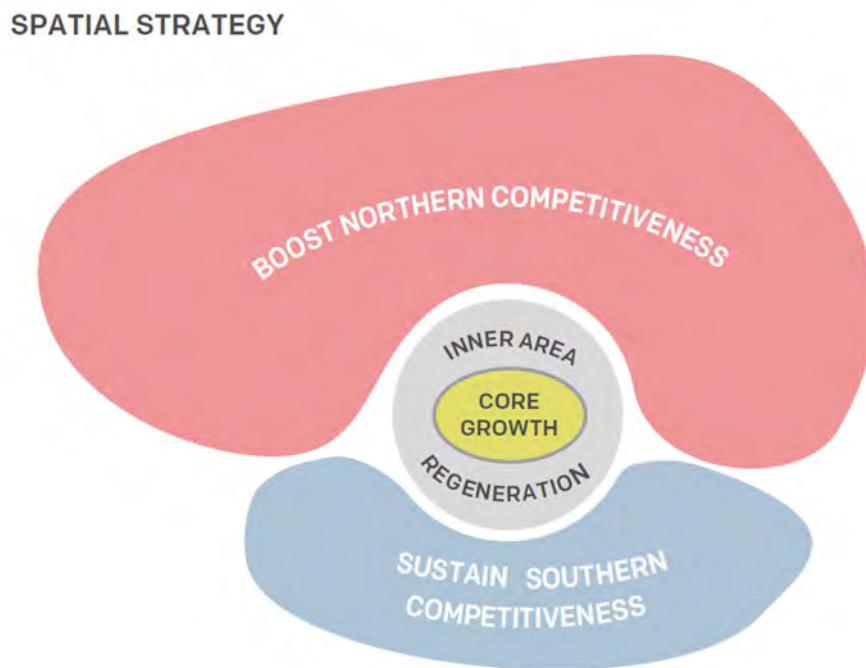 SPATIAL STRATEGY
BOOST NORTHERN COMPETITIVENESS
INNER AREA
CORE
GROWTH
REGENERATION
SUSTAIN SOUTHERN
COMPETITIVENESS